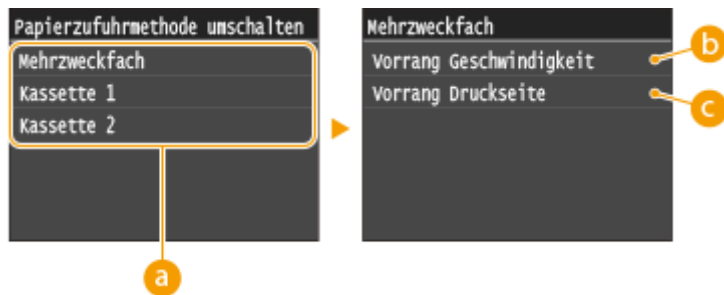 Papierzufuhrmethode umschalten
Mehrzweckfach
Kassette 1
Kassette 2
a
Mehrzweckfach
Vorrang Geschwindigkeit
b
Vorrang Druckseite
c